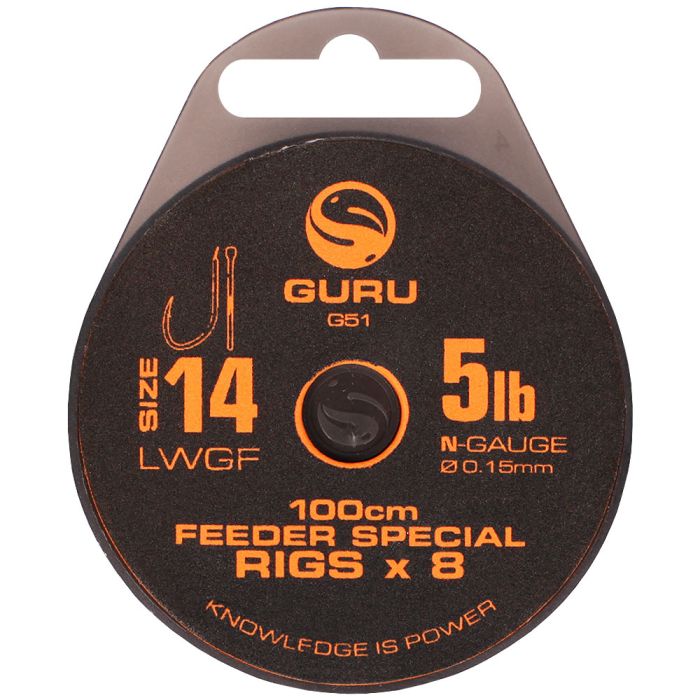 GURU
G51
SIZE 14
LWGF
5lb
N-GAUGE
Ø 0.15mm
100cm
FEEDER SPECIAL
RIGS x 8
KNOWLEDGE IS POWER